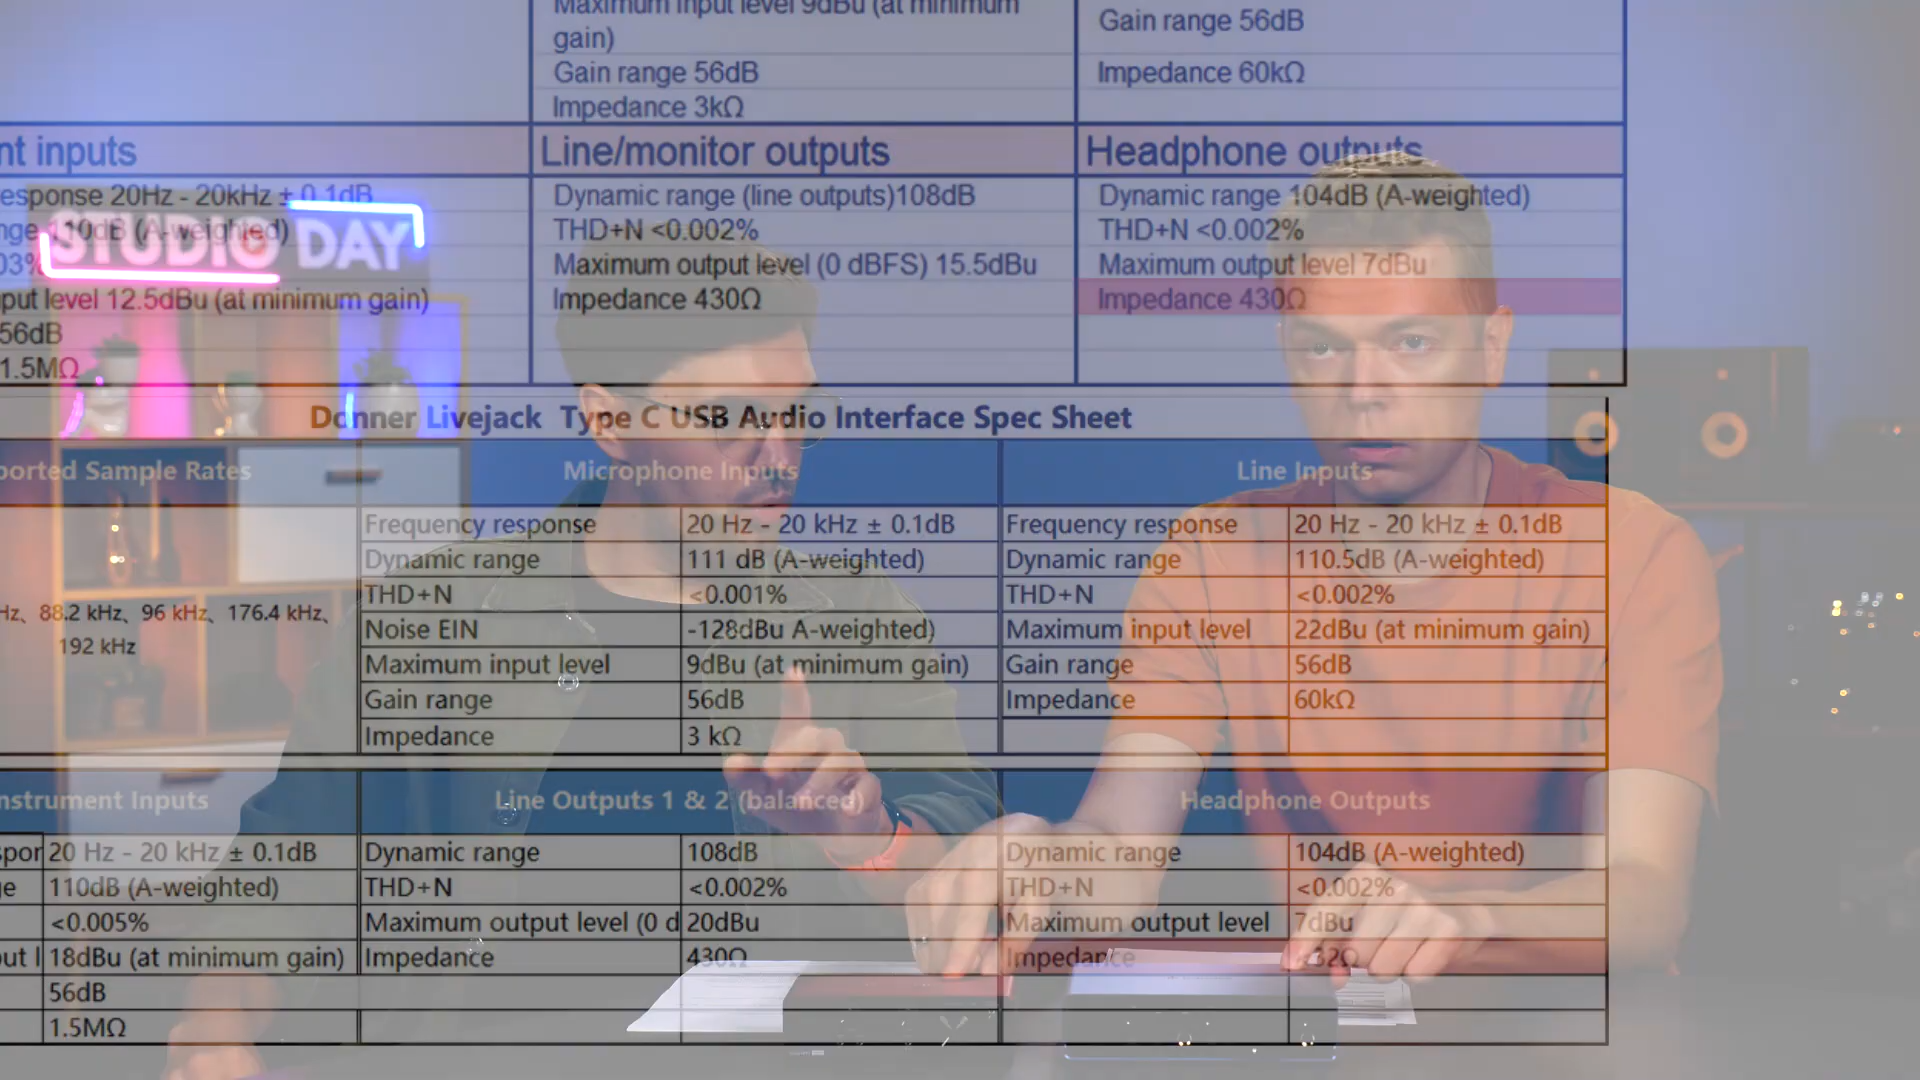 Maximum input level 9dBu (at minimum
gain)
Gain range 56dB
Impedance 3kΩ
Gain range 56dB
Impedance 60kΩ
nt inputs
esponse 20Hz - 20kHz ± 0.1dB
nge 110dB (A-weighted)
03%
put level 12.5dBu (at minimum gain)
56dB
1.5MΩ
Line/monitor outputs
Dynamic range (line outputs)108dB
THD+N <0.002%
Maximum output level (0 dBFS) 15.5dBu
Impedance 430Ω
Headphone outputs
Dynamic range 104dB (A-weighted)
THD+N <0.002%
Maximum output level 7dBu
Impedance 430Ω
STUDIO DAY
Donner Livejack Type C USB Audio Interface Spec Sheet
ported Sample Rates
Hz、88.2 kHz、96 kHz、176.4 kHz、
192 kHz
Microphone Inputs
Frequency response 20 Hz - 20 kHz ± 0.1dB
Dynamic range 111 dB (A-weighted)
THD+N <0.001%
Noise EIN -128dBu A-weighted)
Maximum input level 9dBu (at minimum gain)
Gain range 56dB
Impedance 3 kΩ
Line Inputs
Frequency response 20 Hz - 20 kHz ± 0.1dB
Dynamic range 110.5dB (A-weighted)
THD+N <0.002%
Maximum input level 22dBu (at minimum gain)
Gain range 56dB
Impedance 60kΩ
nstrument Inputs
spor 20 Hz - 20 kHz ± 0.1dB
ge 110dB (A-weighted)
<0.005%
out l 18dBu (at minimum gain)
56dB
1.5MΩ
Line Outputs 1 & 2 (balanced)
Dynamic range 108dB
THD+N <0.002%
Maximum output level (0 d 20dBu
Impedance 430Ω
Headphone Outputs
Dynamic range 104dB (A-weighted)
THD+N <0.002%
Maximum output level 7dBu
Impedance <32Ω